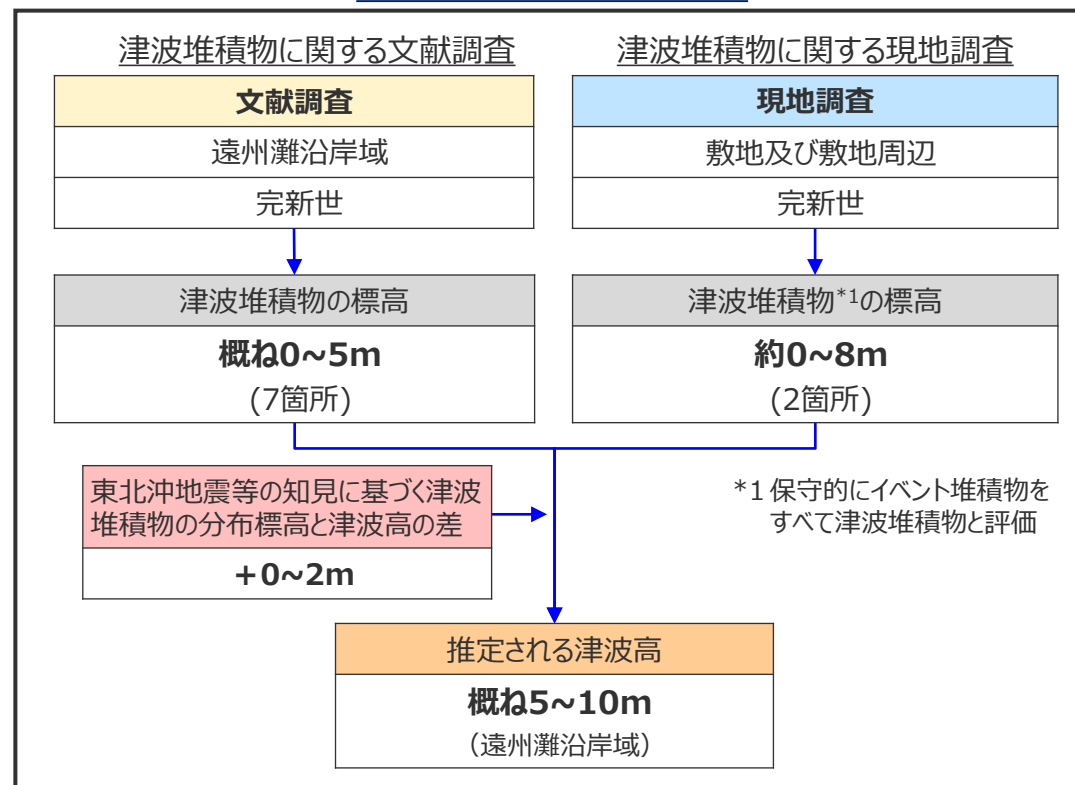 津波堆積物に関する文献調査
文献調査
遠州灘沿岸域
完新世
津波堆積物の標高
概ね0~5m
(7箇所)
津波堆積物に関する現地調査
現地調査
敷地及び敷地周辺
完新世
津波堆積物*1の標高
約0~8m
(2箇所)
東北沖地震等の知見に基づく津波
堆積物の分布標高と津波高の差
+0~2m
*1 保守的にイベント堆積物を
すべて津波堆積物と評価
推定される津波高
概ね5~10m
(遠州灘沿岸域)